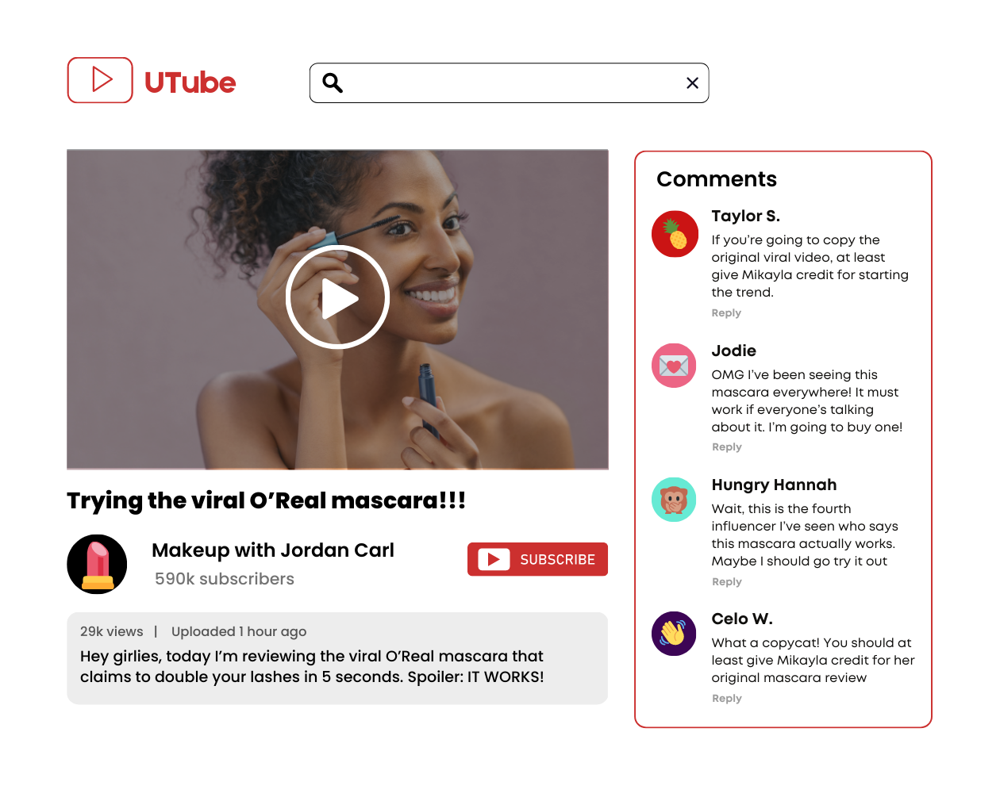 UTube
Trying the viral O’Real mascara!!!
Makeup with Jordan Carl
590k subscribers
SUBSCRIBE
29k views | Uploaded 1 hour ago
Hey girlies, today I’m reviewing the viral O’Real mascara that
claims to double your lashes in 5 seconds. Spoiler: IT WORKS!
Comments
Taylor S.
If you’re going to copy the
original viral video, at least
give Mikayla credit for starting
the trend.
Reply
Jodie
OMG I’ve been seeing this
mascara everywhere! It must
work if everyone’s talking
about it. I’m going to buy one!
Reply
Hungry Hannah
Wait, this is the fourth
influencer I’ve seen who says
this mascara actually works.
Maybe I should go try it out
Reply
Celo W.
What a copycat! You should at
least give Mikayla credit for her
original mascara review
Reply